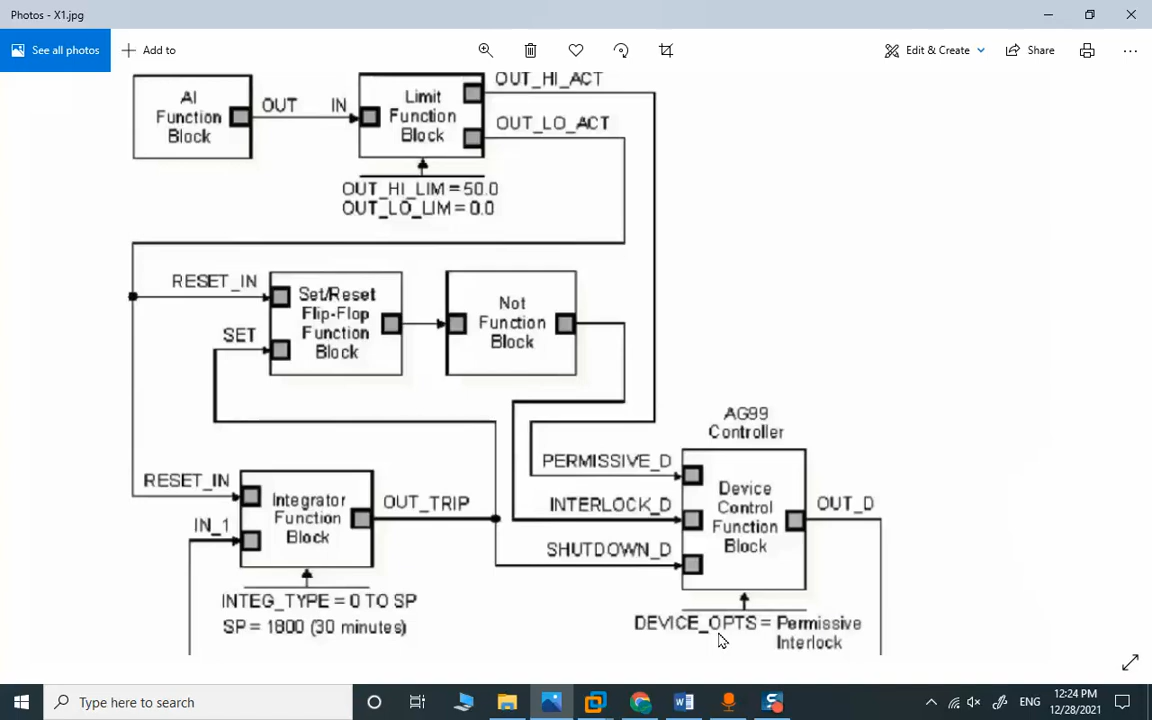 Photos - X1.jpg
See all photos
Add to
Edit & Create
Share
OUT_HI_ACT
AI
Function
Block
OUT
IN
Limit
Function
Block
OUT_LO_ACT
OUT_HI_LIM = 50.0
OUT_LO_LIM = 0.0
RESET_IN
SET
Set/Reset
Flip-Flop
Function
Block
Not
Function
Block
AG99
Controller
RESET_IN
IN_1
Integrator
Function
Block
OUT_TRIP
PERMISSIVE_D
INTERLOCK_D
SHUTDOWN_D
Device
Control
Function
Block
OUT_D
INTEG_TYPE = 0 TO SP
SP = 1800 (30 minutes)
DEVICE_OPTS = Permissive
Interlock
Type here to search
ENG
12:24 PM
12/28/2021